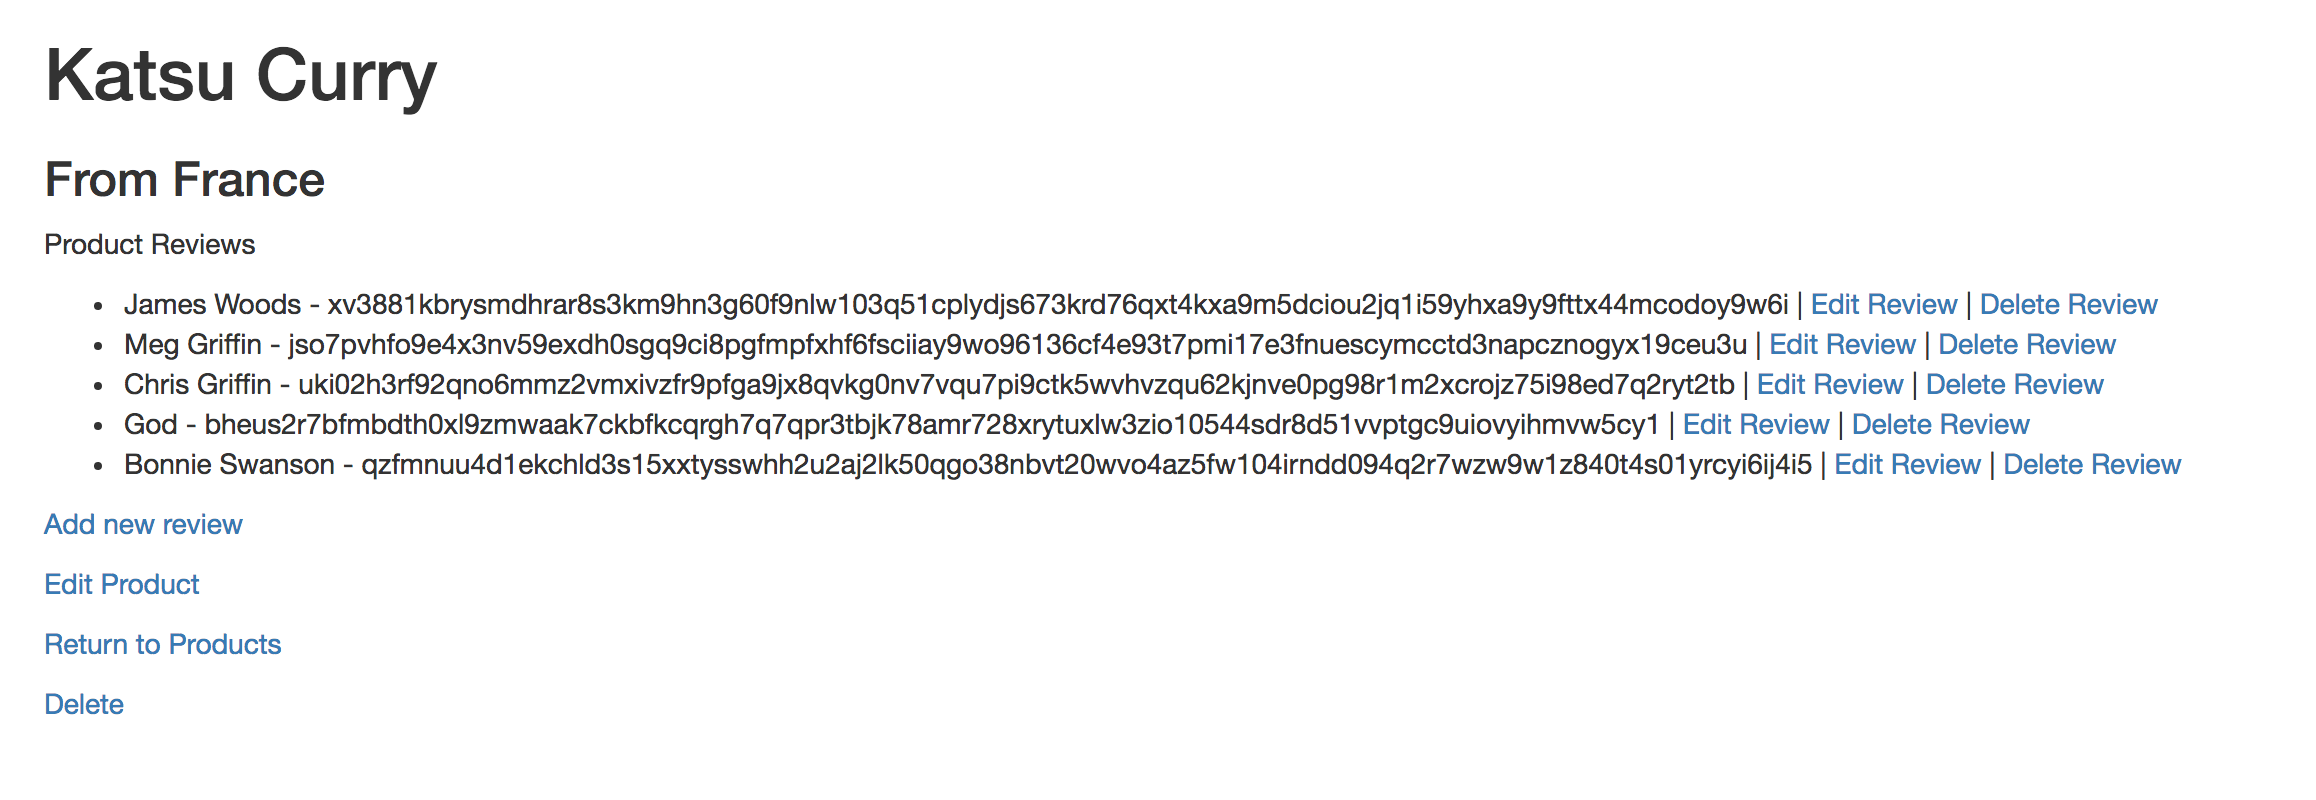 Katsu Curry
From France
Product Reviews
• James Woods - xv3881kbrysmdhrar8s3km9hn3g60f9nlw103q51cplydjs673krd76qxt4kxa9m5dciou2jq1i59yhxa9y9fttx44mcodoy9w6i | Edit Review | Delete Review
• Meg Griffin - jso7pvhfo9e4x3nv59exdh0sgq9ci8pgfmpfxhf6fsciiay9wo96136cf4e93t7pmi17e3fnuescymcctd3napcznogyx19ceu3u | Edit Review | Delete Review
• Chris Griffin - uki02h3rf92qno6mmz2vmxivzfr9pfga9jx8qvkg0nv7vqu7pi9ctk5wvhvzqu62kjnve0pg98r1m2xcrojz75i98ed7q2ryt2tb | Edit Review | Delete Review
• God - bheus2r7bfmbdth0xl9zmwaak7ckbfkcqrgh7q7qpr3tbjk78amr728xrytuxlw3zio10544sdr8d51vvptgc9uiovyihmvw5cy1 | Edit Review | Delete Review
• Bonnie Swanson - qzfmnuu4d1ekchld3s15xxtysswhh2u2aj2lk50qgo38nbvt20wvo4az5fw104irndd094q2r7wzw9w1z840t4s01yrcyi6ij4i5 | Edit Review | Delete Review
Add new review
Edit Product
Return to Products
Delete